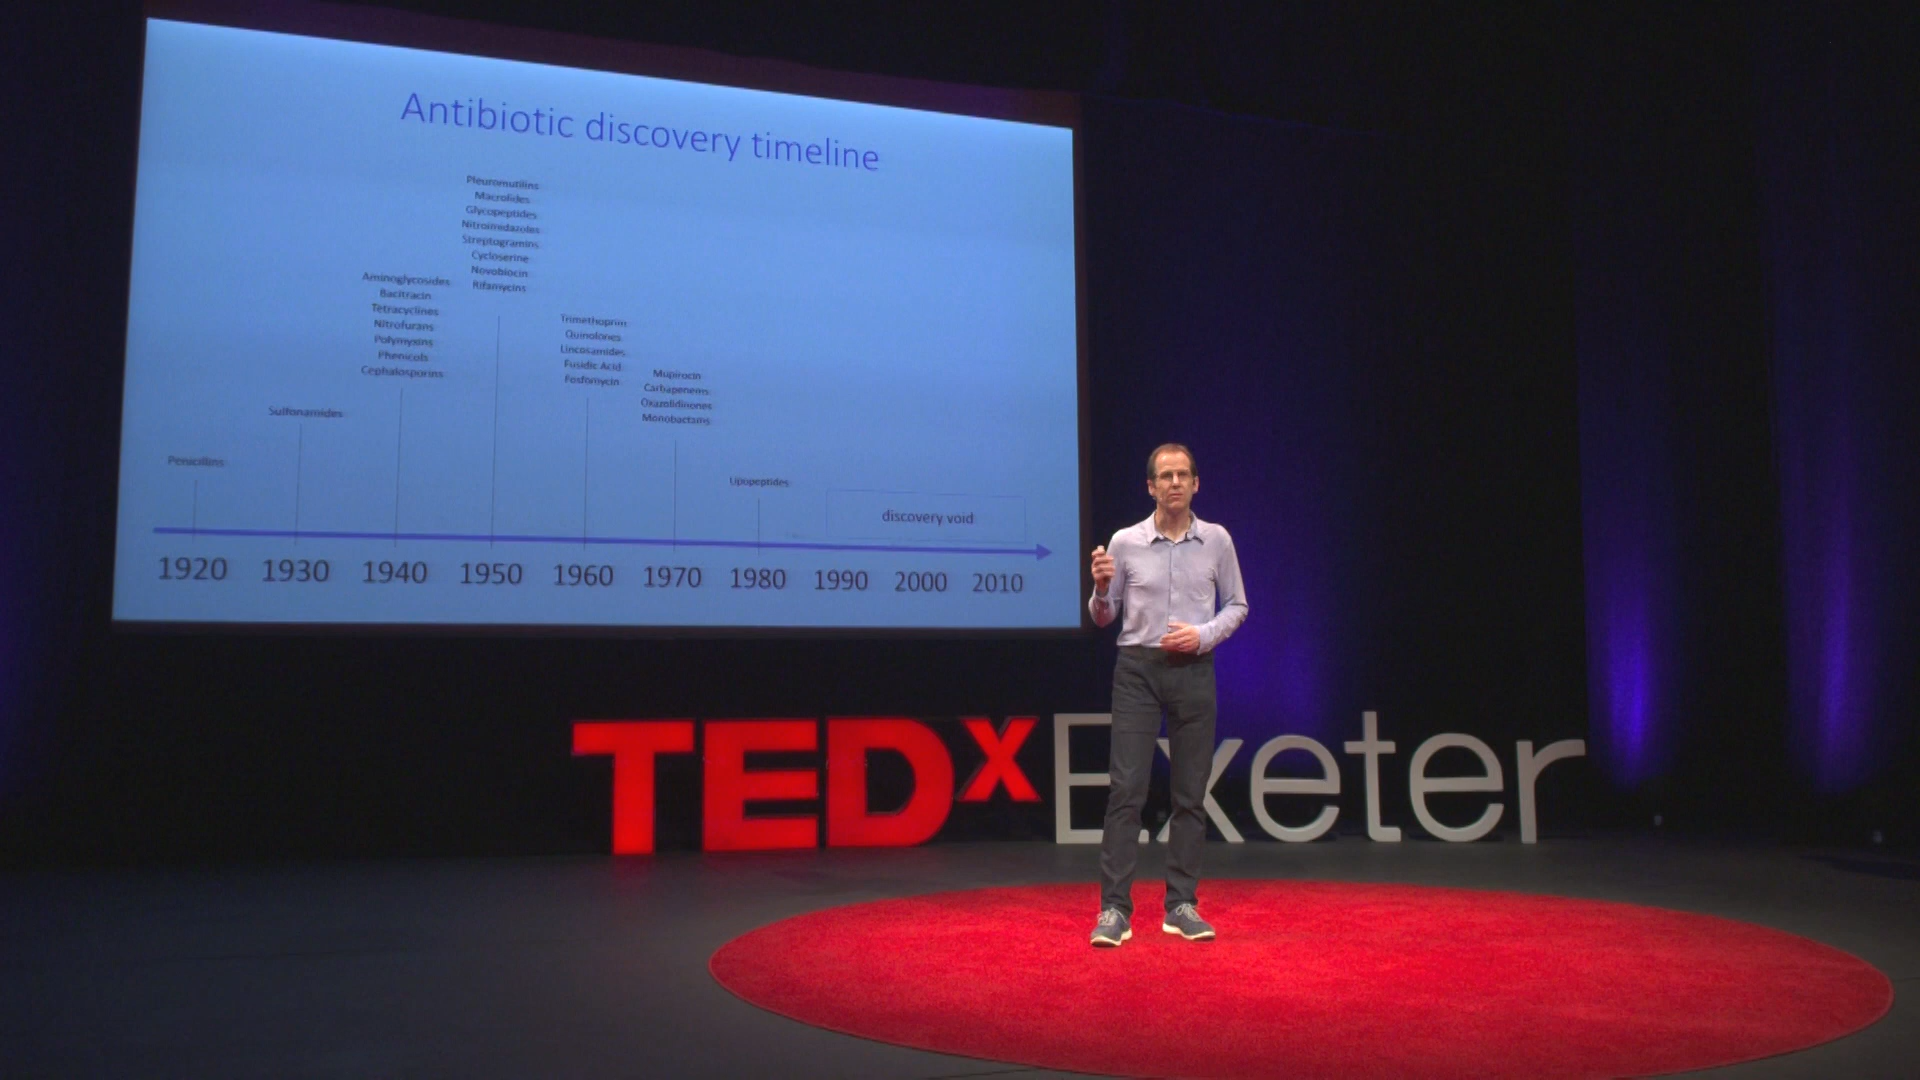 Antibiotic discovery timeline
Pleuromutilins
Macrolides
Glycopeptides
Nitroimidazoles
Streptogramins
Cycloserine
Novobiocin
Rifamycins
Aminoglycosides
Bacitracin
Tetracyclines
Nitrofurans
Polymyxins
Phenicols
Cephalosporins
Trimethoprim
Quinolones
Lincosamides
Fusidic Acid
Fosfomycin
Mupirocin
Carbapenems
Oxazolidinones
Monobactams
Sulfonamides
Penicillins
Lipopeptides
discovery void
1920 1930 1940 1950 1960 1970 1980 1990 2000 2010
TEDxExeter